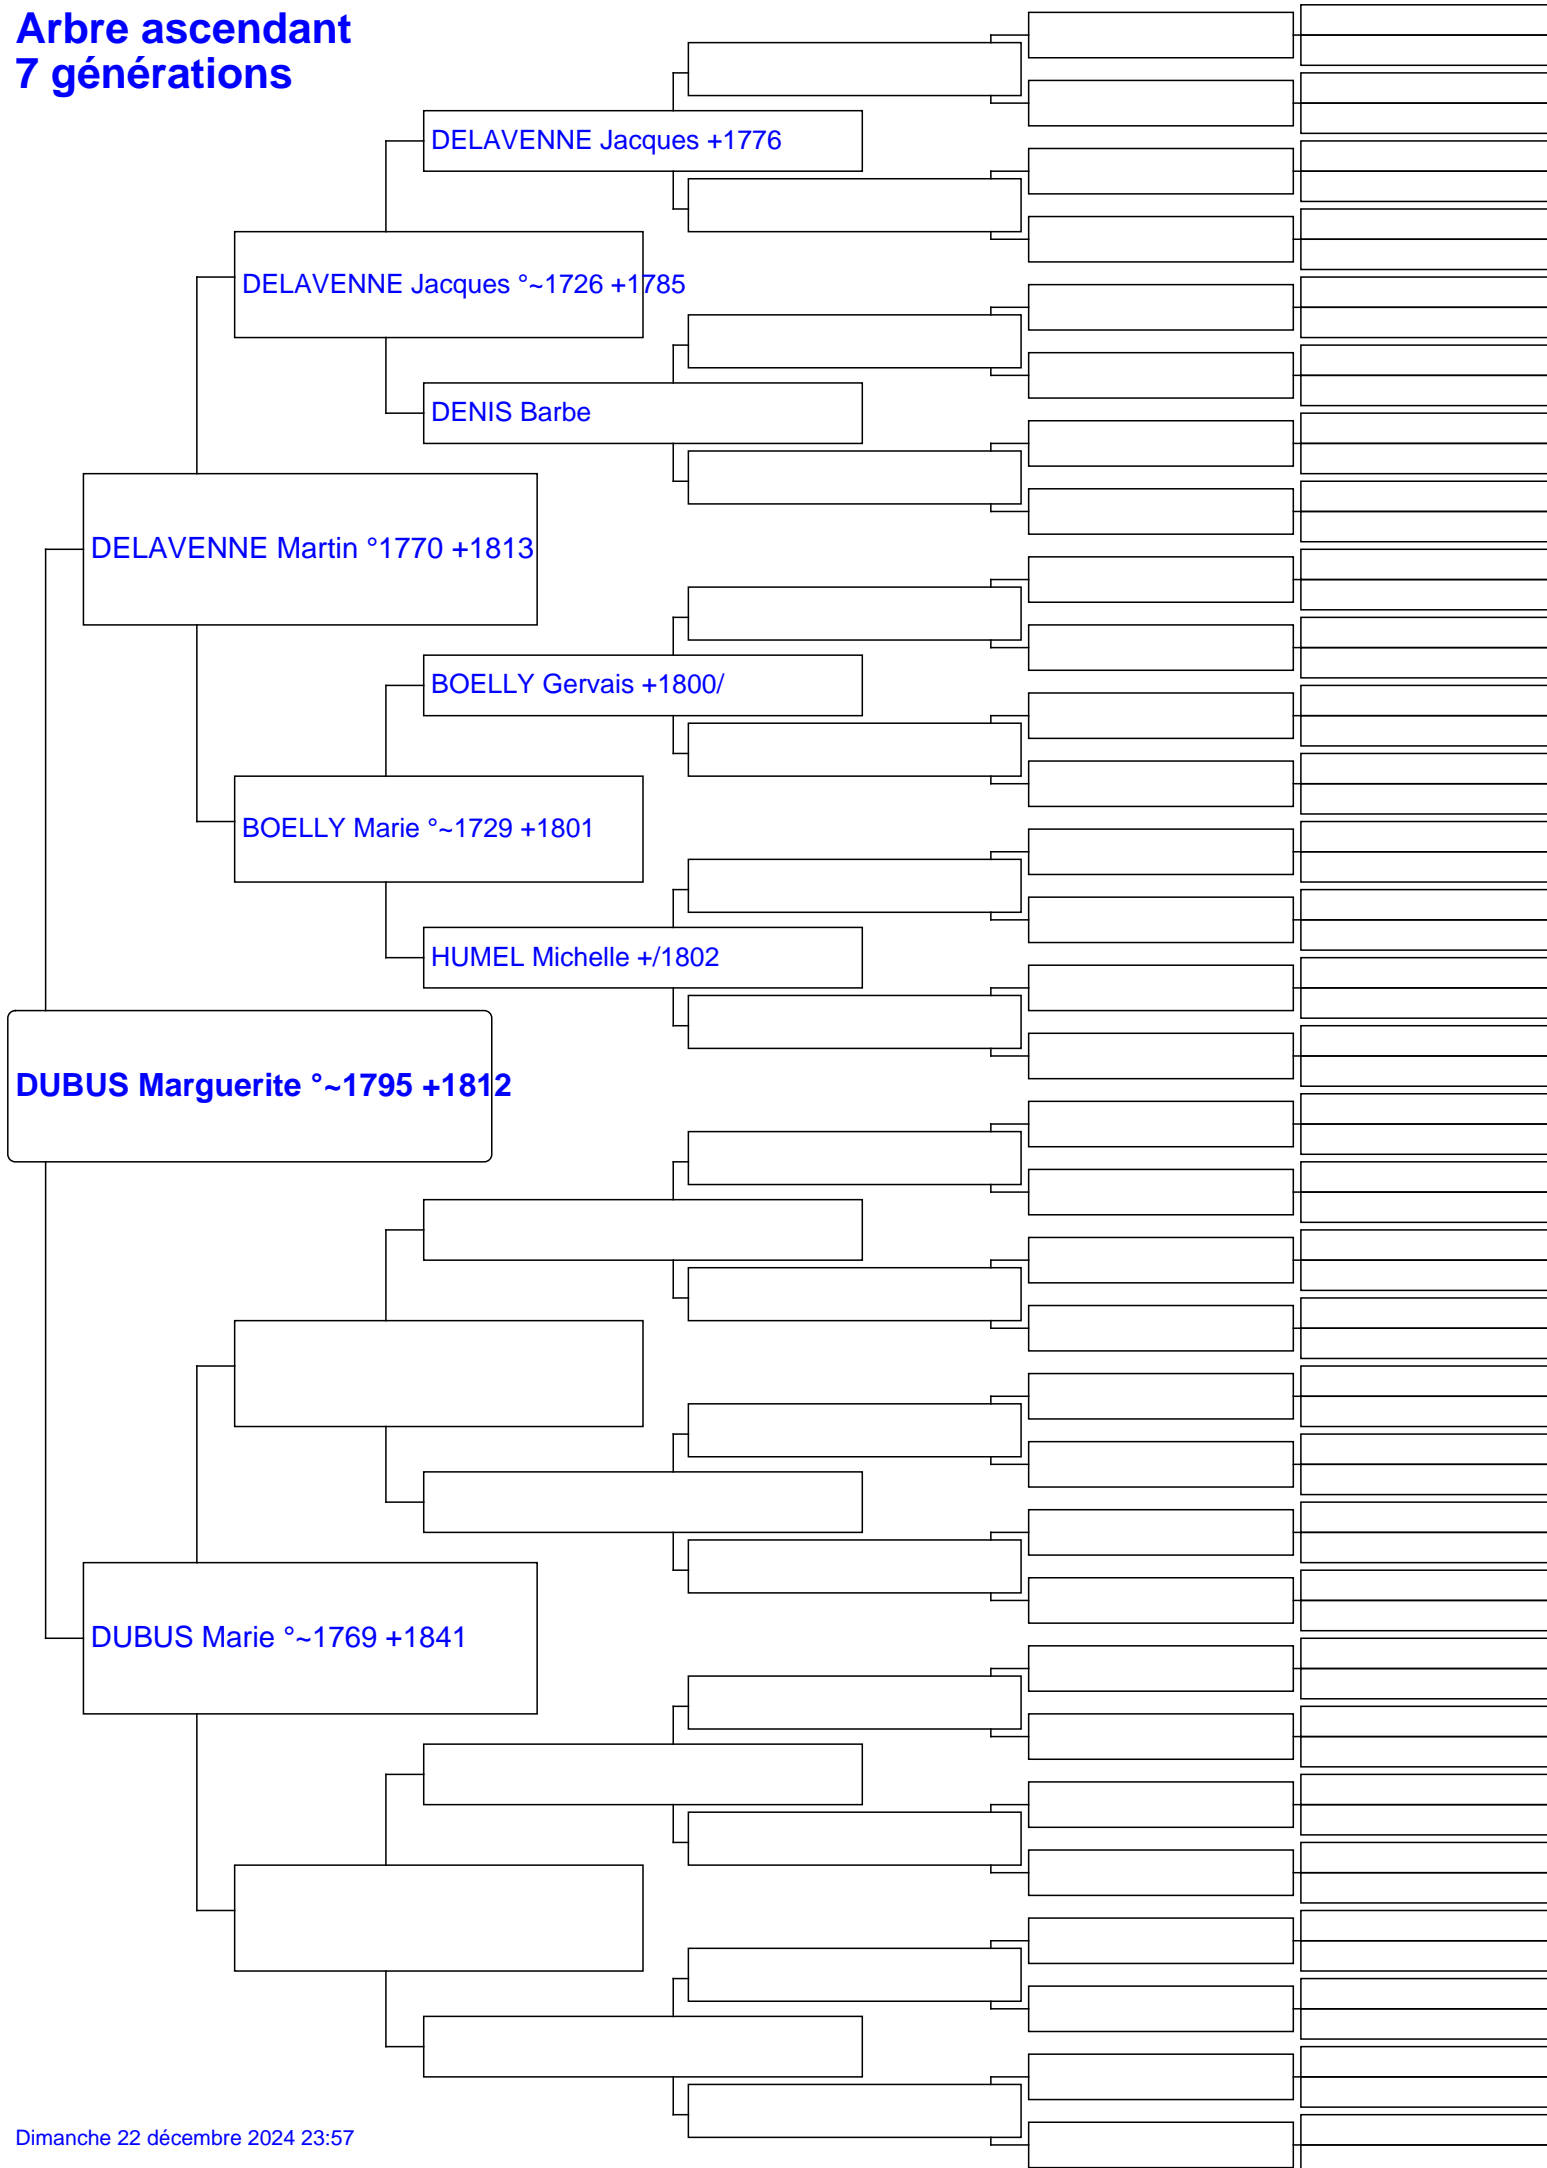 Arbre ascendant
7 générations
DELAVENNE Jacques +1776
DELAVENNE Jacques °~1726 +1785
DENIS Barbe
DELAVENNE Martin °1770 +1813
BOELLY Gervais +1800/
BOELLY Marie °~1729 +1801
HUMEL Michelle +/1802
DUBUS Marguerite °~1795 +1812
DUBUS Marie °~1769 +1841
Dimanche 22 décembre 2024 23:57